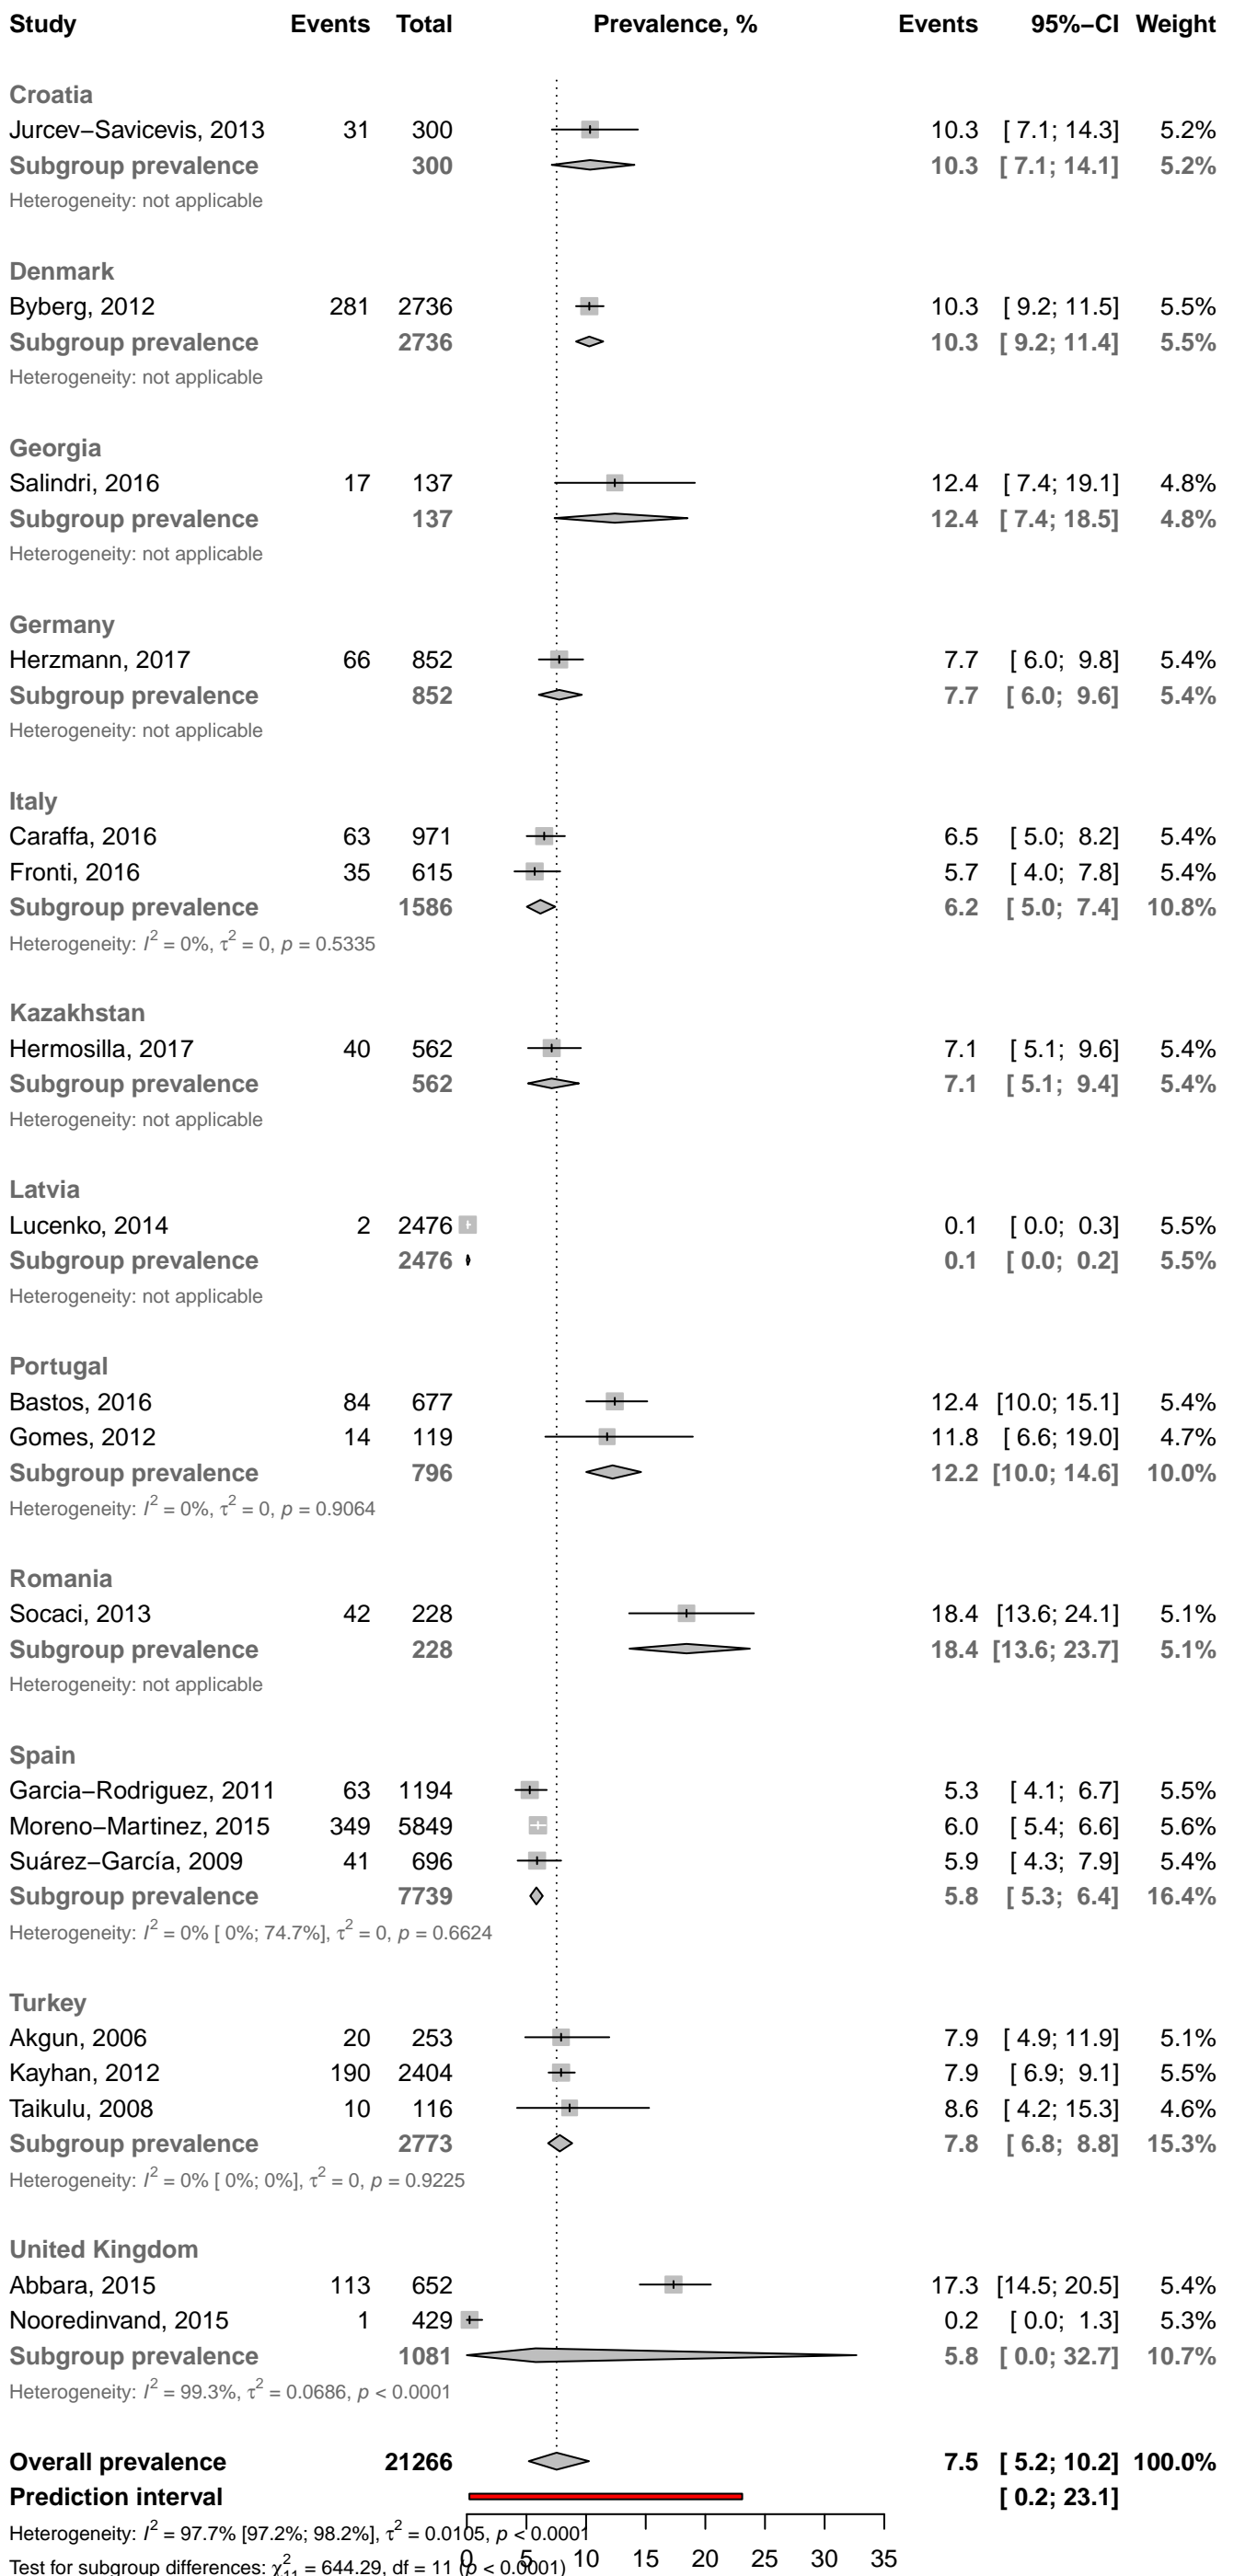 Study Events Total Prevalence, % Events 95%−CI Weight
Croatia
Jurcev−Savicevis, 2013 31 300 10.3 [ 7.1; 14.3] 5.2%
Subgroup prevalence 300 10.3 [ 7.1; 14.1] 5.2%
Heterogeneity: not applicable
Denmark
Byberg, 2012 281 2736 10.3 [ 9.2; 11.5] 5.5%
Subgroup prevalence 2736 10.3 [ 9.2; 11.4] 5.5%
Heterogeneity: not applicable
Georgia
Salindri, 2016 17 137 12.4 [ 7.4; 19.1] 4.8%
Subgroup prevalence 137 12.4 [ 7.4; 18.5] 4.8%
Heterogeneity: not applicable
Germany
Herzmann, 2017 66 852 7.7 [ 6.0; 9.8] 5.4%
Subgroup prevalence 852 7.7 [ 6.0; 9.6] 5.4%
Heterogeneity: not applicable
Italy
Caraffa, 2016 63 971 6.5 [ 5.0; 8.2] 5.4%
Fronti, 2016 35 615 5.7 [ 4.0; 7.8] 5.4%
Subgroup prevalence 1586 6.2 [ 5.0; 7.4] 10.8%
Heterogeneity: I² = 0%, τ² = 0, p = 0.5335
Kazakhstan
Hermosilla, 2017 40 562 7.1 [ 5.1; 9.6] 5.4%
Subgroup prevalence 562 7.1 [ 5.1; 9.4] 5.4%
Heterogeneity: not applicable
Latvia
Lucenko, 2014 2 2476 0.1 [ 0.0; 0.3] 5.5%
Subgroup prevalence 2476 0.1 [ 0.0; 0.2] 5.5%
Heterogeneity: not applicable
Portugal
Bastos, 2016 84 677 12.4 [10.0; 15.1] 5.4%
Gomes, 2012 14 119 11.8 [ 6.6; 19.0] 4.7%
Subgroup prevalence 796 12.2 [10.0; 14.6] 10.0%
Heterogeneity: I² = 0%, τ² = 0, p = 0.9064
Romania
Socaci, 2013 42 228 18.4 [13.6; 24.1] 5.1%
Subgroup prevalence 228 18.4 [13.6; 23.7] 5.1%
Heterogeneity: not applicable
Spain
Garcia−Rodriguez, 2011 63 1194 5.3 [ 4.1; 6.7] 5.5%
Moreno−Martinez, 2015 349 5849 6.0 [ 5.4; 6.6] 5.6%
Suárez−García, 2009 41 696 5.9 [ 4.3; 7.9] 5.4%
Subgroup prevalence 7739 5.8 [ 5.3; 6.4] 16.4%
Heterogeneity: I² = 0% [ 0%; 74.7%], τ² = 0, p = 0.6624
Turkey
Akgun, 2006 20 253 7.9 [ 4.9; 11.9] 5.1%
Kayhan, 2012 190 2404 7.9 [ 6.9; 9.1] 5.5%
Taikulu, 2008 10 116 8.6 [ 4.2; 15.3] 4.6%
Subgroup prevalence 2773 7.8 [ 6.8; 8.8] 15.3%
Heterogeneity: I² = 0% [ 0%; 0%], τ² = 0, p = 0.9225
United Kingdom
Abbara, 2015 113 652 17.3 [14.5; 20.5] 5.4%
Nooredinvand, 2015 1 429 0.2 [ 0.0; 1.3] 5.3%
Subgroup prevalence 1081 5.8 [ 0.0; 32.7] 10.7%
Heterogeneity: I² = 99.3%, τ² = 0.0686, p < 0.0001
Overall prevalence 21266 7.5 [ 5.2; 10.2] 100.0%
Prediction interval [ 0.2; 23.1]
Heterogeneity: I² = 97.7% [97.2%; 98.2%], τ² = 0.0105, p < 0.0001
0 5 10 15 20 25 30 35
Test for subgroup differences: χ²₁₁ = 644.29, df = 11 (p < 0.0001)